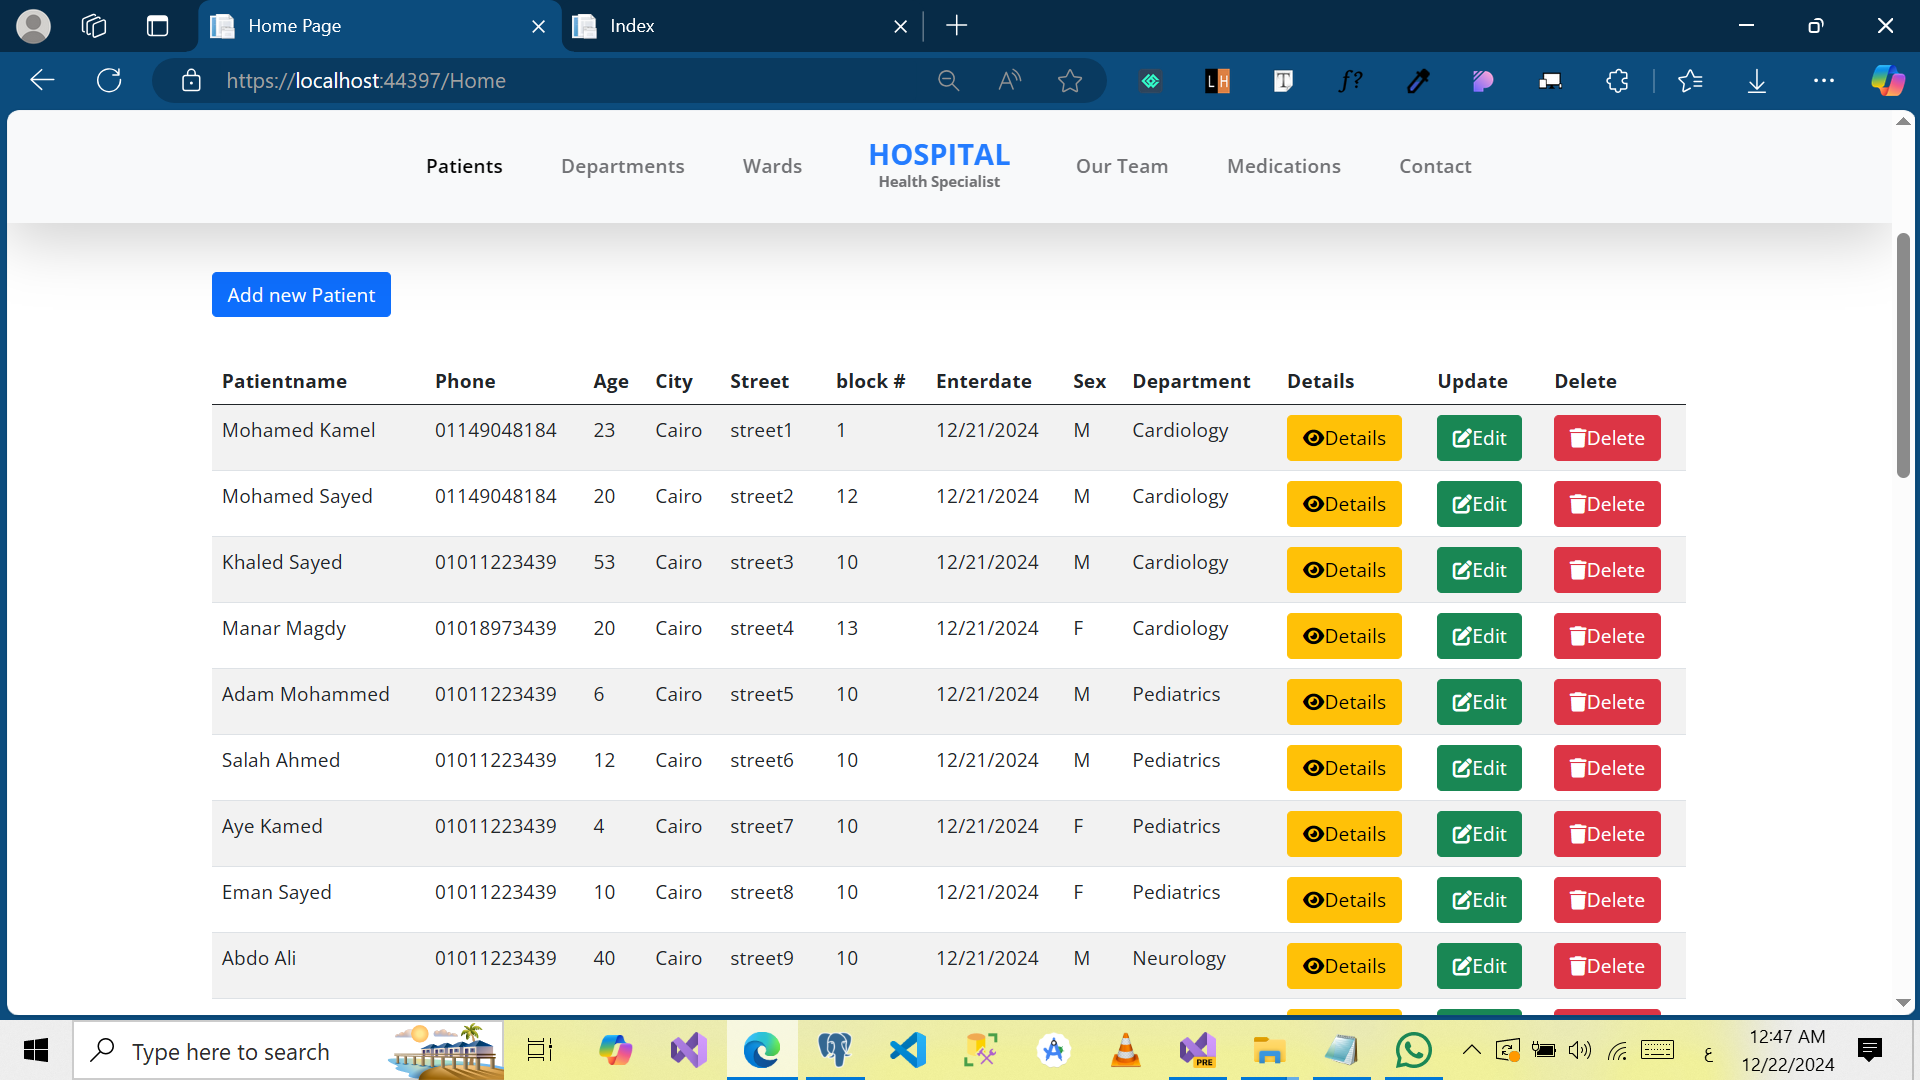 Home Page
Index
https://localhost:44397/Home
Patients Departments Wards HOSPITAL Our Team Medications Contact
Health Specialist
Add new Patient
Patientname Phone Age City Street block # Enterdate Sex Department Details Update Delete
Mohamed Kamel 01149048184 23 Cairo street1 1 12/21/2024 M Cardiology Details Edit Delete
Mohamed Sayed 01149048184 20 Cairo street2 12 12/21/2024 M Cardiology Details Edit Delete
Khaled Sayed 01011223439 53 Cairo street3 10 12/21/2024 M Cardiology Details Edit Delete
Manar Magdy 01018973439 20 Cairo street4 13 12/21/2024 F Cardiology Details Edit Delete
Adam Mohammed 01011223439 6 Cairo street5 10 12/21/2024 M Pediatrics Details Edit Delete
Salah Ahmed 01011223439 12 Cairo street6 10 12/21/2024 M Pediatrics Details Edit Delete
Aye Kamed 01011223439 4 Cairo street7 10 12/21/2024 F Pediatrics Details Edit Delete
Eman Sayed 01011223439 10 Cairo street8 10 12/21/2024 F Pediatrics Details Edit Delete
Abdo Ali 01011223439 40 Cairo street9 10 12/21/2024 M Neurology Details Edit Delete
Type here to search
PRE
ع
12:47 AM
12/22/2024